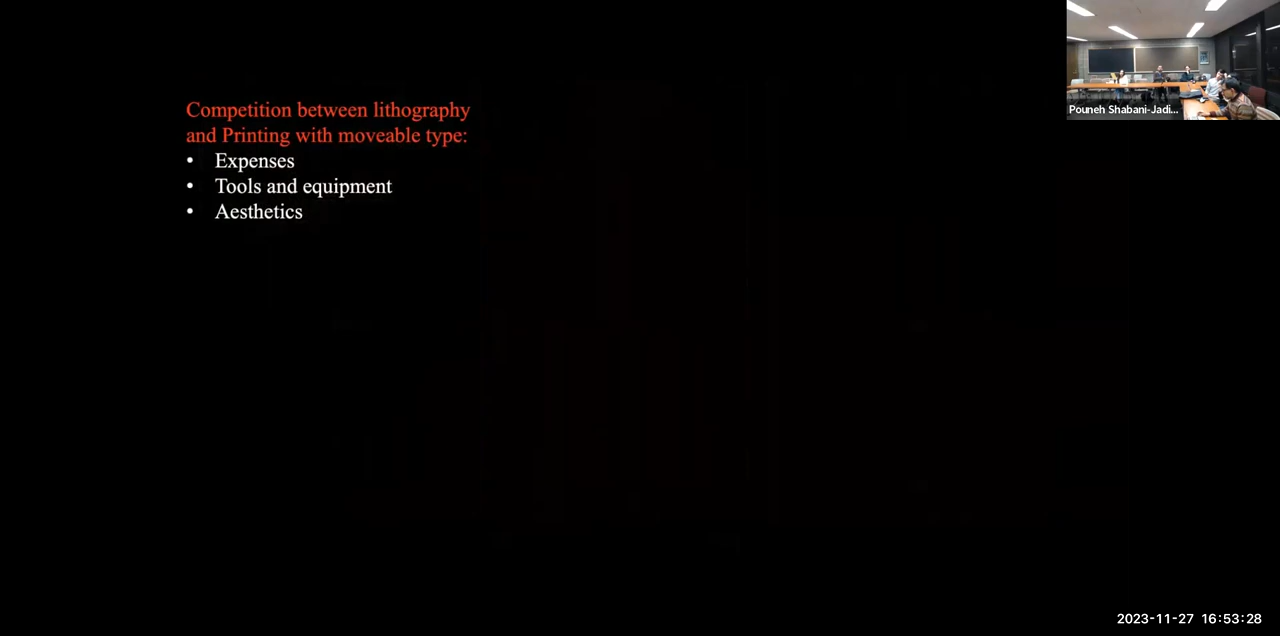 Competition between lithography
and Printing with moveable type:
• Expenses
• Tools and equipment
• Aesthetics
Pouneh Shabani-Jadi...
2023-11-27 16:53:28